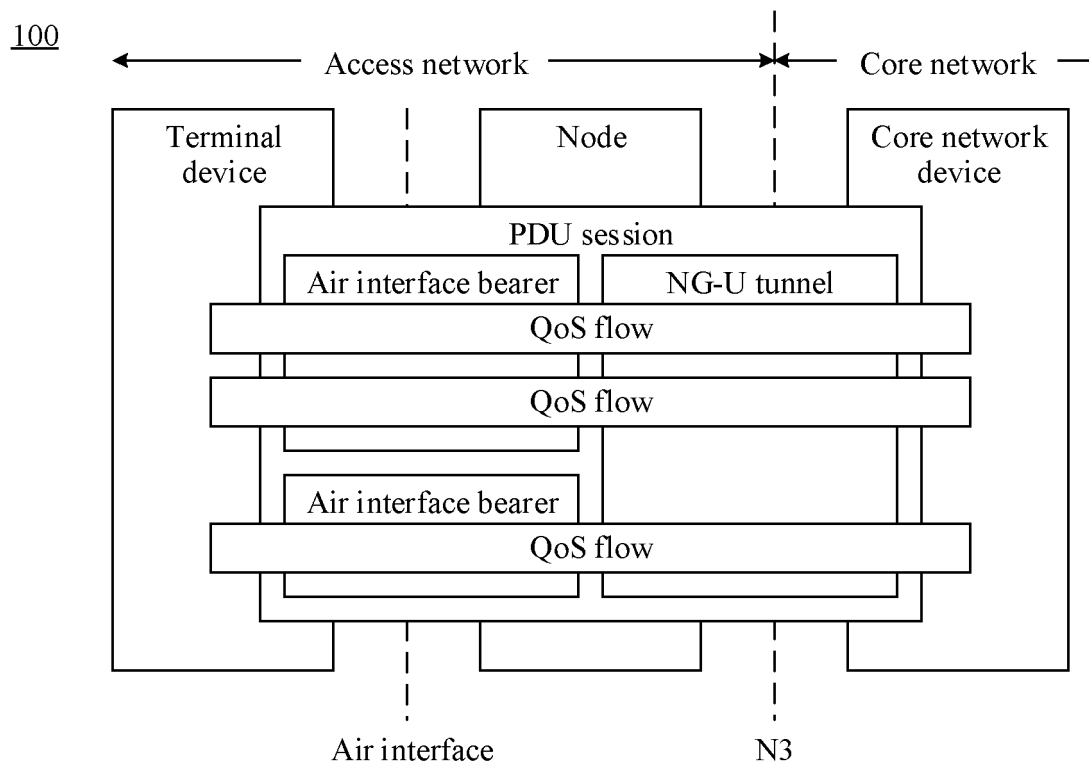 100
Access network
Core network
Terminal
device
Node
Core network
device
PDU session
Air interface bearer
NG-U tunnel
QoS flow
QoS flow
Air interface bearer
QoS flow
Air interface
N3